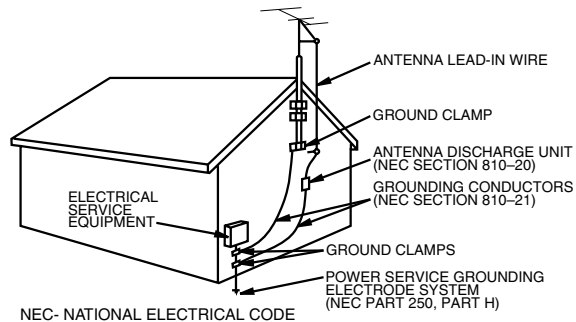 ANTENNA LEAD-IN WIRE
GROUND CLAMP
ANTENNA DISCHARGE UNIT
(NEC SECTION 810–20)
ELECTRICAL
SERVICE
EQUIPMENT
GROUNDING CONDUCTORS
(NEC SECTION 810–21)
GROUND CLAMPS
POWER SERVICE GROUNDING
ELECTRODE SYSTEM
(NEC PART 250, PART H)
NEC- NATIONAL ELECTRICAL CODE